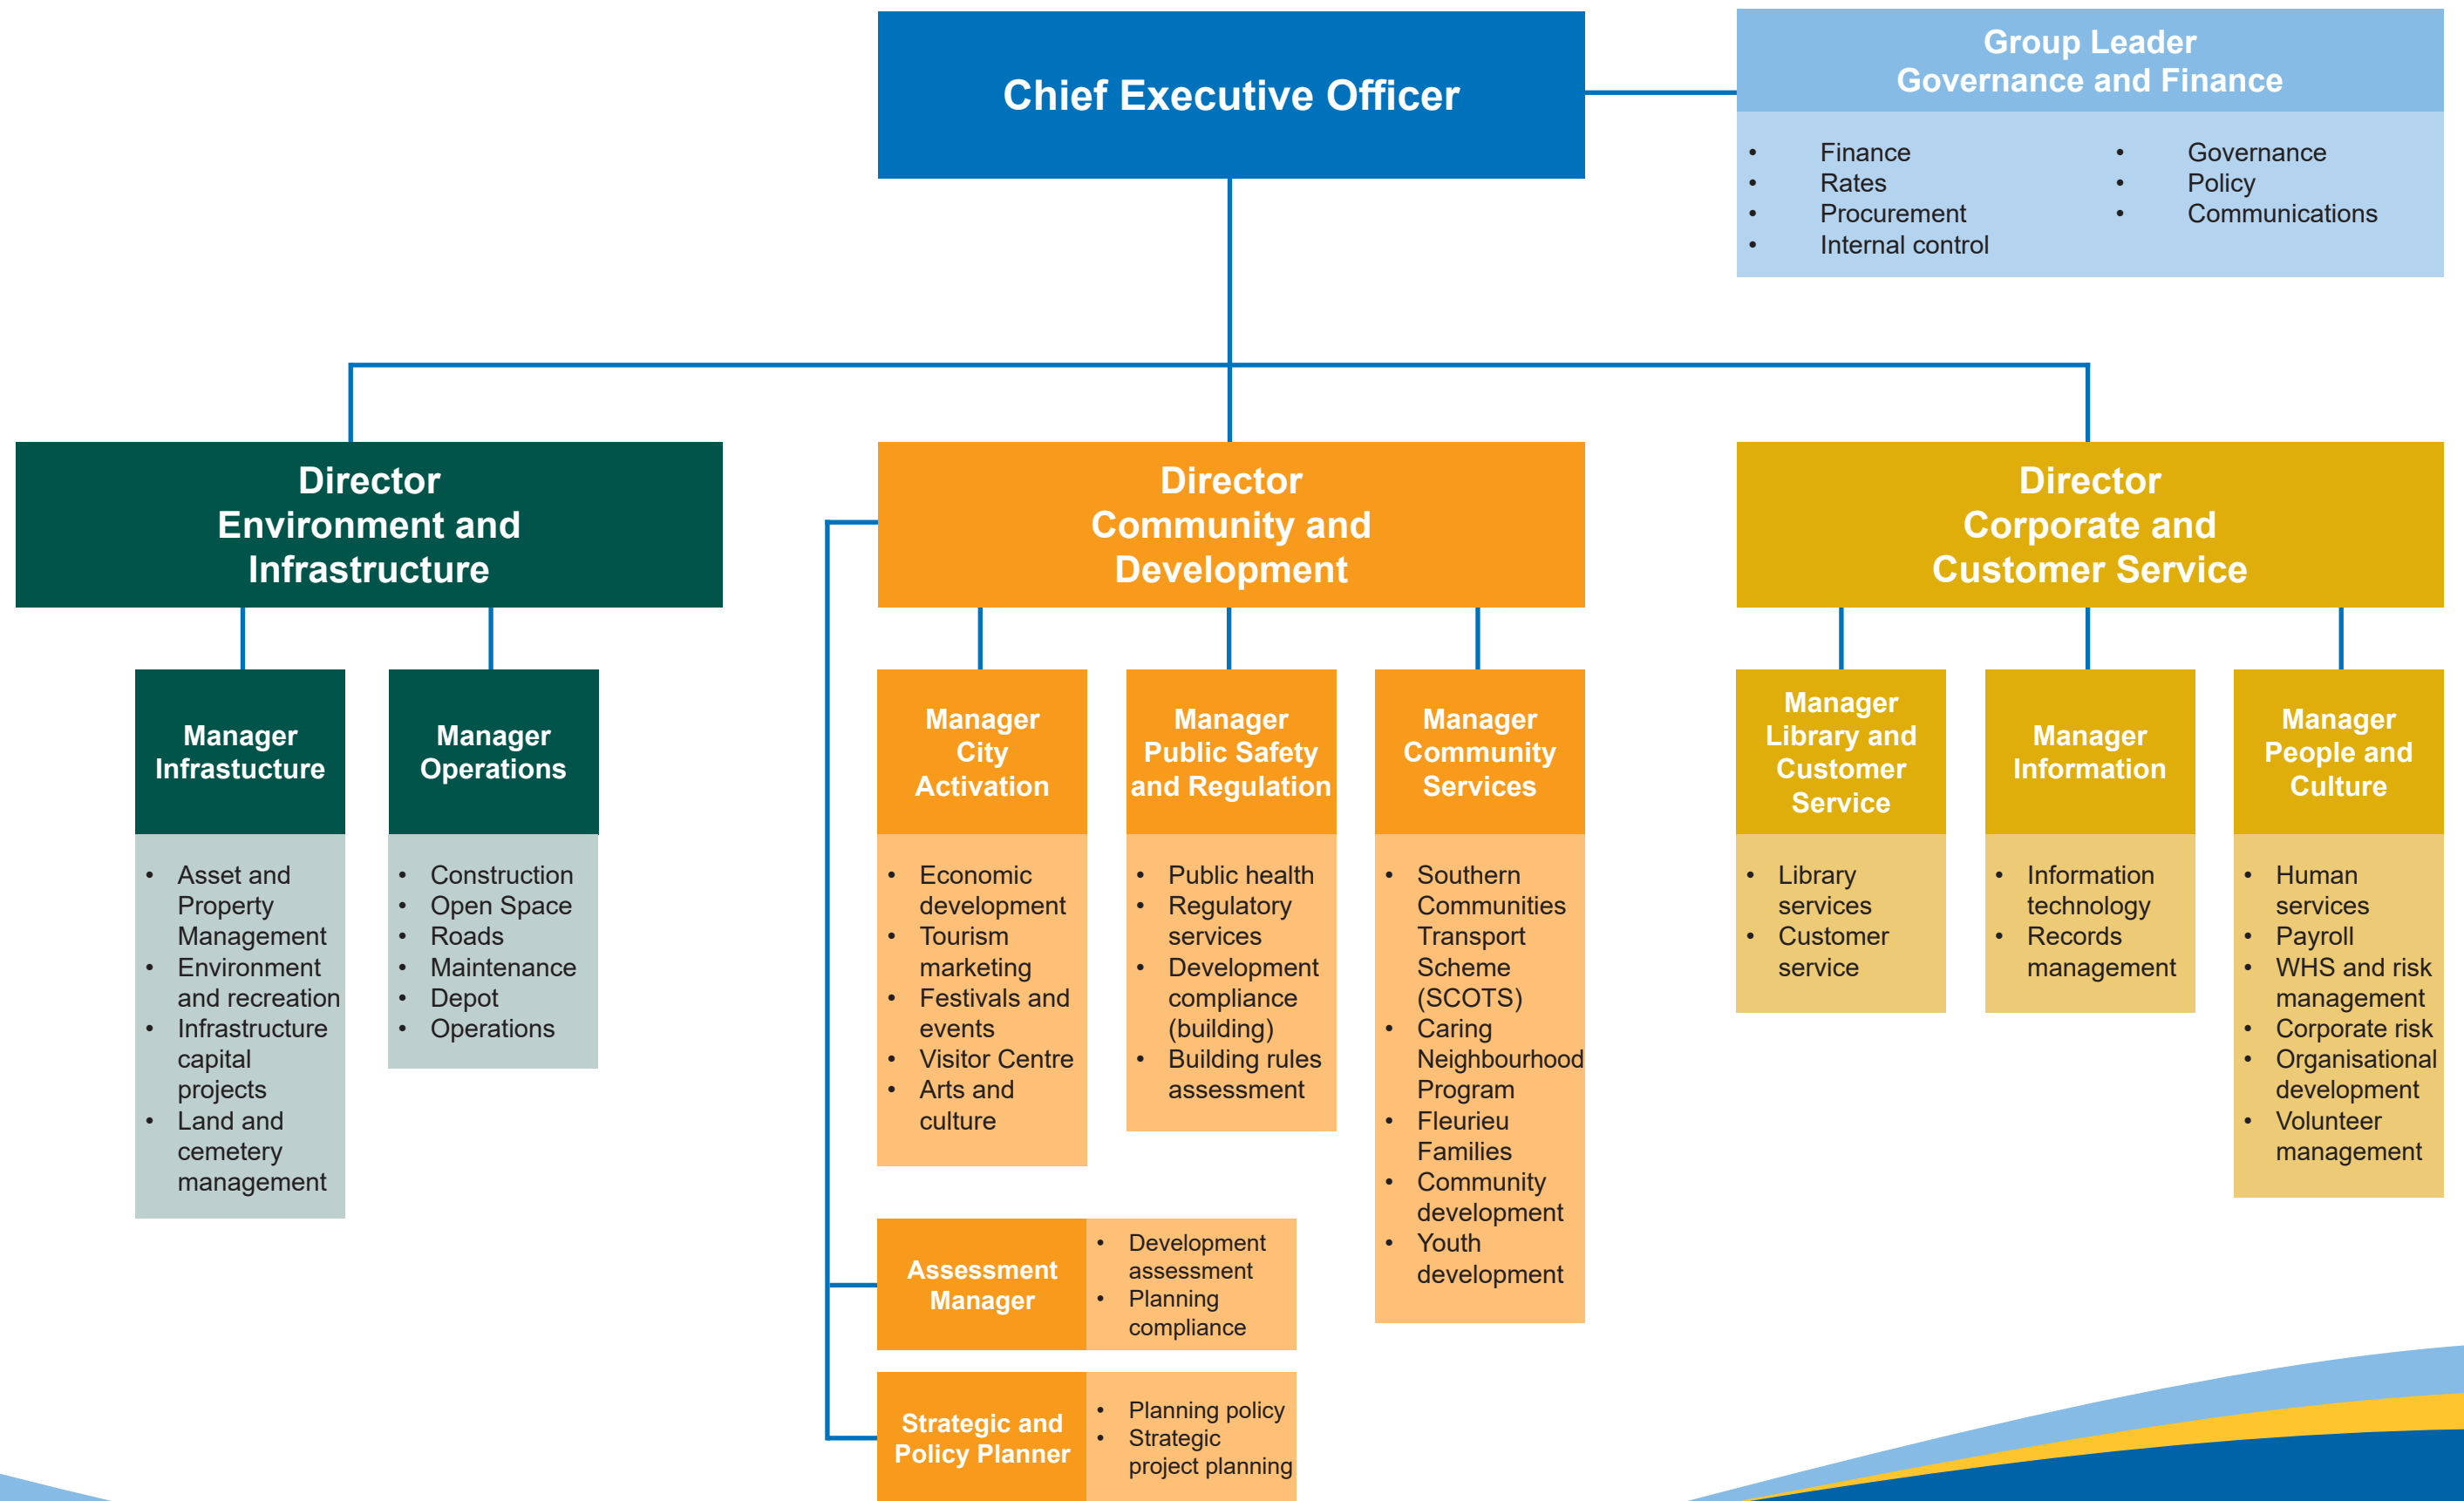 Chief Executive Officer
Group Leader
Governance and Finance
• Finance
• Rates
• Procurement
• Internal control
• Governance
• Policy
• Communications
Director
Environment and
Infrastructure
Director
Community and
Development
Director
Corporate and
Customer Service
Manager
Infrastucture
• Asset and
Property
Management
• Environment
and recreation
• Infrastructure
capital
projects
• Land and
cemetery
management
Manager
Operations
• Construction
• Open Space
• Roads
• Maintenance
• Depot
• Operations
Manager
City
Activation
• Economic
development
• Tourism
marketing
• Festivals and
events
• Visitor Centre
• Arts and
culture
Manager
Public Safety
and Regulation
• Public health
• Regulatory
services
• Development
compliance
(building)
• Building rules
assessment
Manager
Community
Services
• Southern
Communities
Transport
Scheme
(SCOTS)
• Caring
Neighbourhood
Program
• Fleurieu
Families
• Community
development
• Youth
development
Assessment
Manager
• Development
assessment
• Planning
compliance
Strategic and
Policy Planner
• Planning policy
• Strategic
project planning
Manager
Library and
Customer
Service
• Library
services
• Customer
service
Manager
Information
• Information
technology
• Records
management
Manager
People and
Culture
• Human
services
• Payroll
• WHS and risk
management
• Corporate risk
• Organisational
development
• Volunteer
management